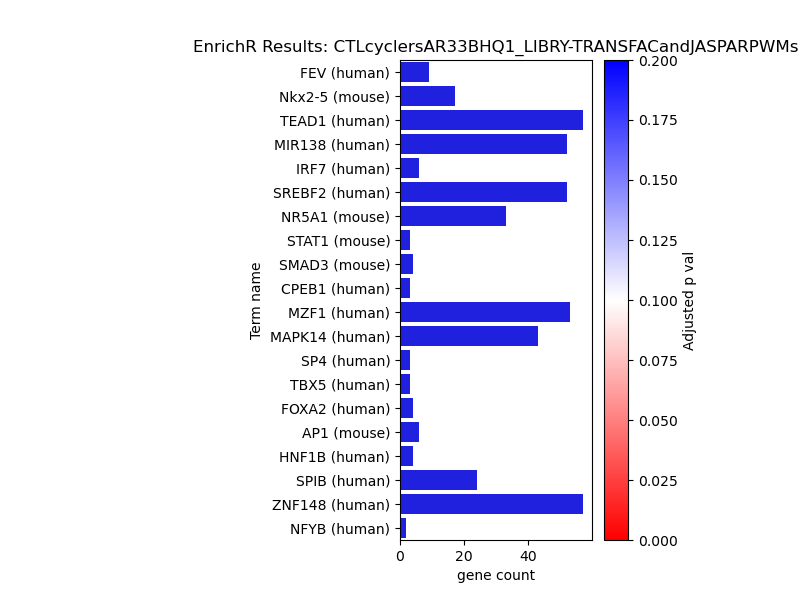 EnrichR Results: CTLcyclersAR33BHQ1_LIBRY-TRANSFACandJASPARPWMs
FEV (human)
Nkx2-5 (mouse)
TEAD1 (human)
MIR138 (human)
IRF7 (human)
SREBF2 (human)
NR5A1 (mouse)
STAT1 (mouse)
SMAD3 (mouse)
CPEB1 (human)
MZF1 (human)
MAPK14 (human)
SP4 (human)
TBX5 (human)
FOXA2 (human)
AP1 (mouse)
HNF1B (human)
SPIB (human)
ZNF148 (human)
NFYB (human)
Term name
0 20 40
gene count
0.200
0.175
0.150
0.125
0.100
0.075
0.050
0.025
0.000
Adjusted p val